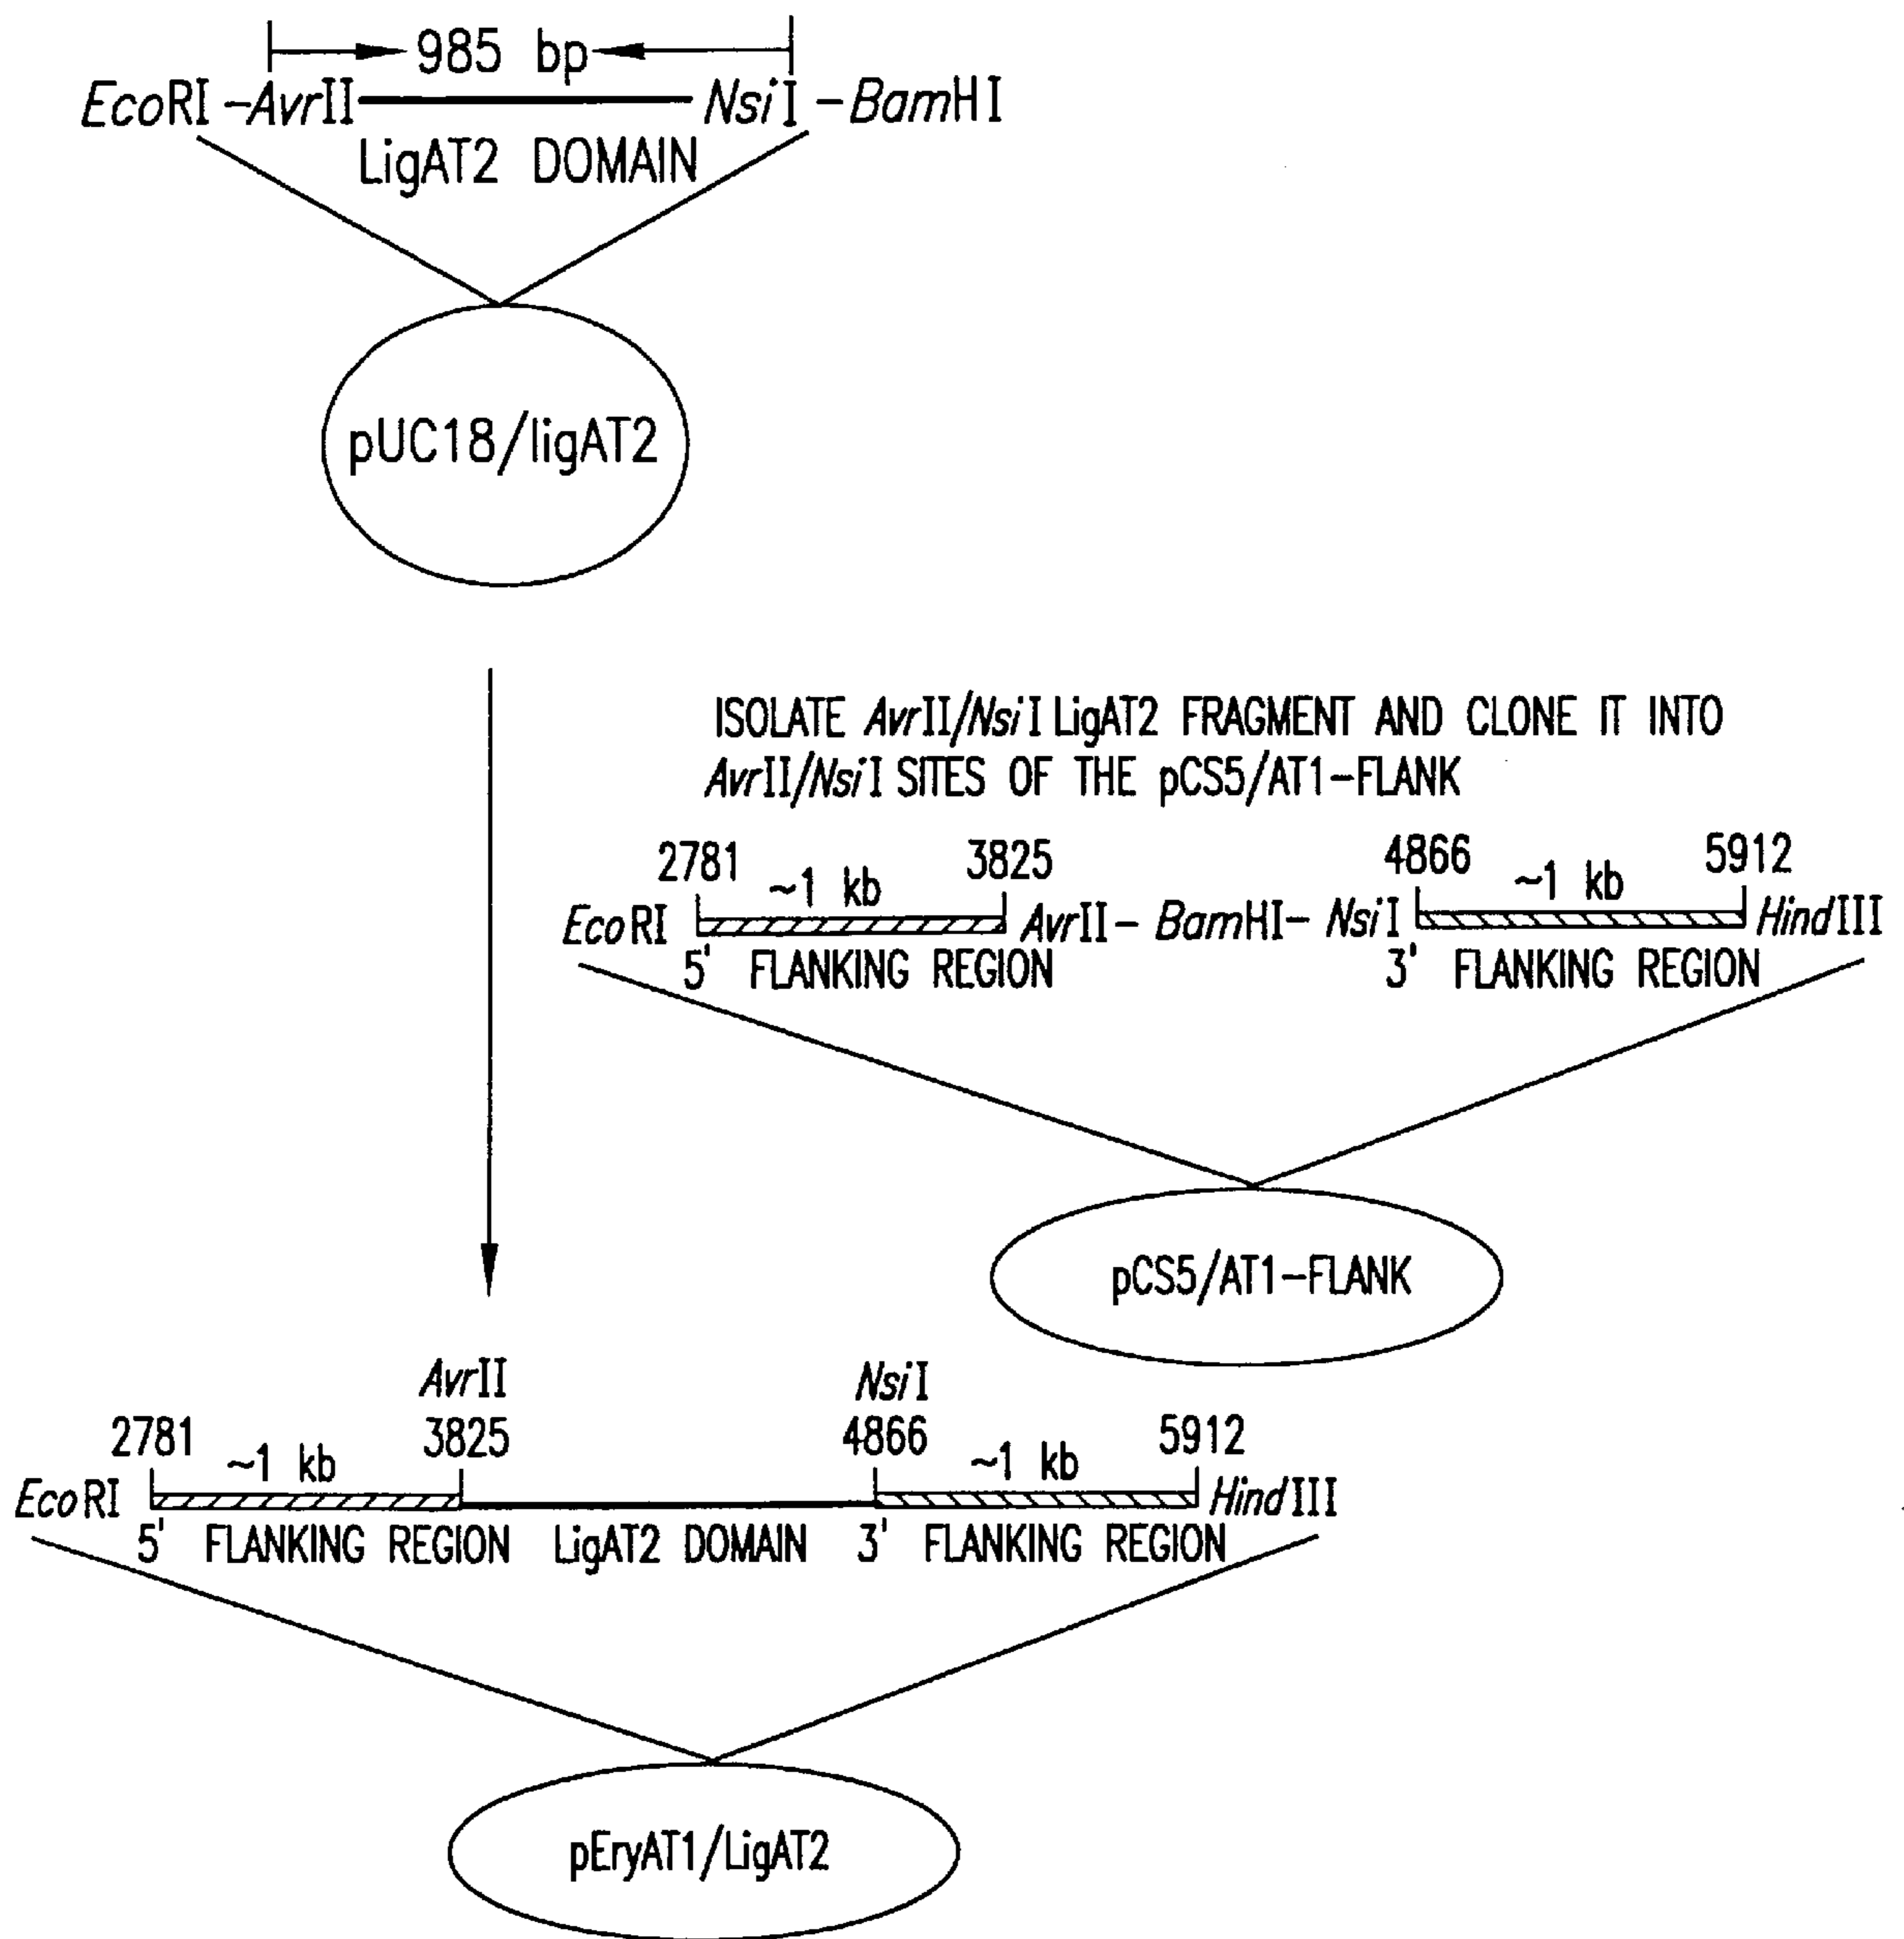 985 bp
EcoRI -AvrII NsiI -BamHI
LigAT2 DOMAIN
pUC18/ligAT2
ISOLATE AvrII/NsiI LigAT2 FRAGMENT AND CLONE IT INTO
AvrII/NsiI SITES OF THE pCS5/AT1-FLANK
2781 ~1 kb 3825 4866 ~1 kb 5912
EcoRI AvrII- BamHI- NsiI HindIII
5' FLANKING REGION 3' FLANKING REGION
pCS5/AT1-FLANK
AvrII NsiI
2781 ~1 kb 3825 4866 ~1 kb 5912
EcoRI HindIII
5' FLANKING REGION LigAT2 DOMAIN 3' FLANKING REGION
pEryAT1/LigAT2